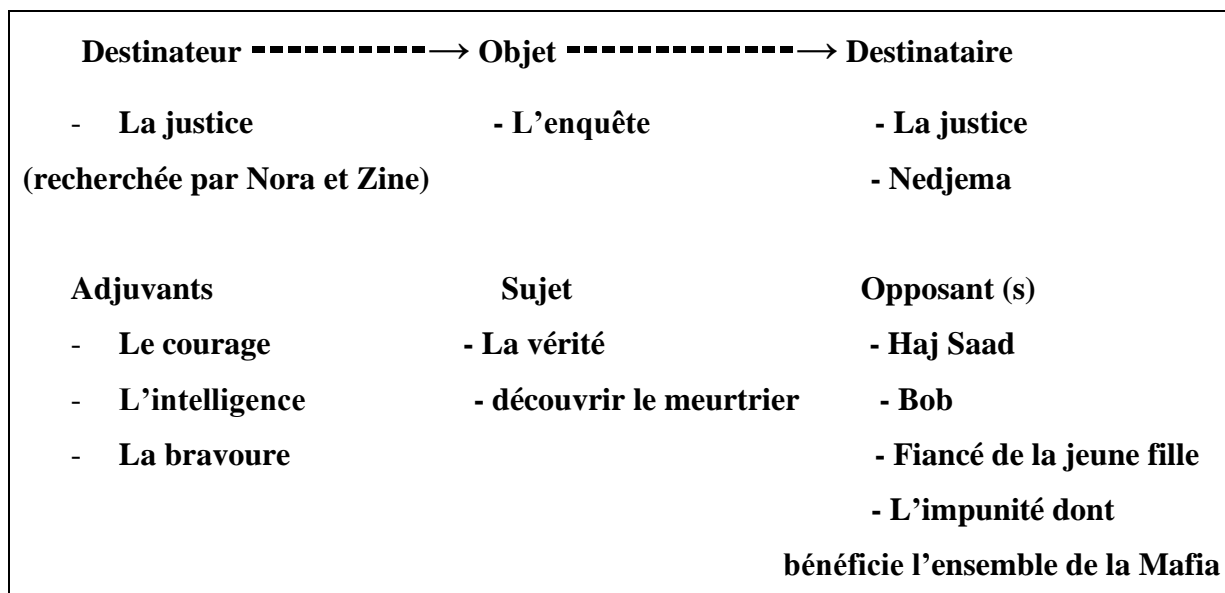 Destinateur ----------→ Objet -------------→ Destinataire
- La justice - L’enquête - La justice
(recherchée par Nora et Zine) - Nedjema
Adjuvants Sujet Opposant (s)
- Le courage - La vérité - Haj Saad
- L’intelligence - découvrir le meurtrier - Bob
- La bravoure - Fiancé de la jeune fille
- L’impunité dont
bénéficie l’ensemble de la Mafia